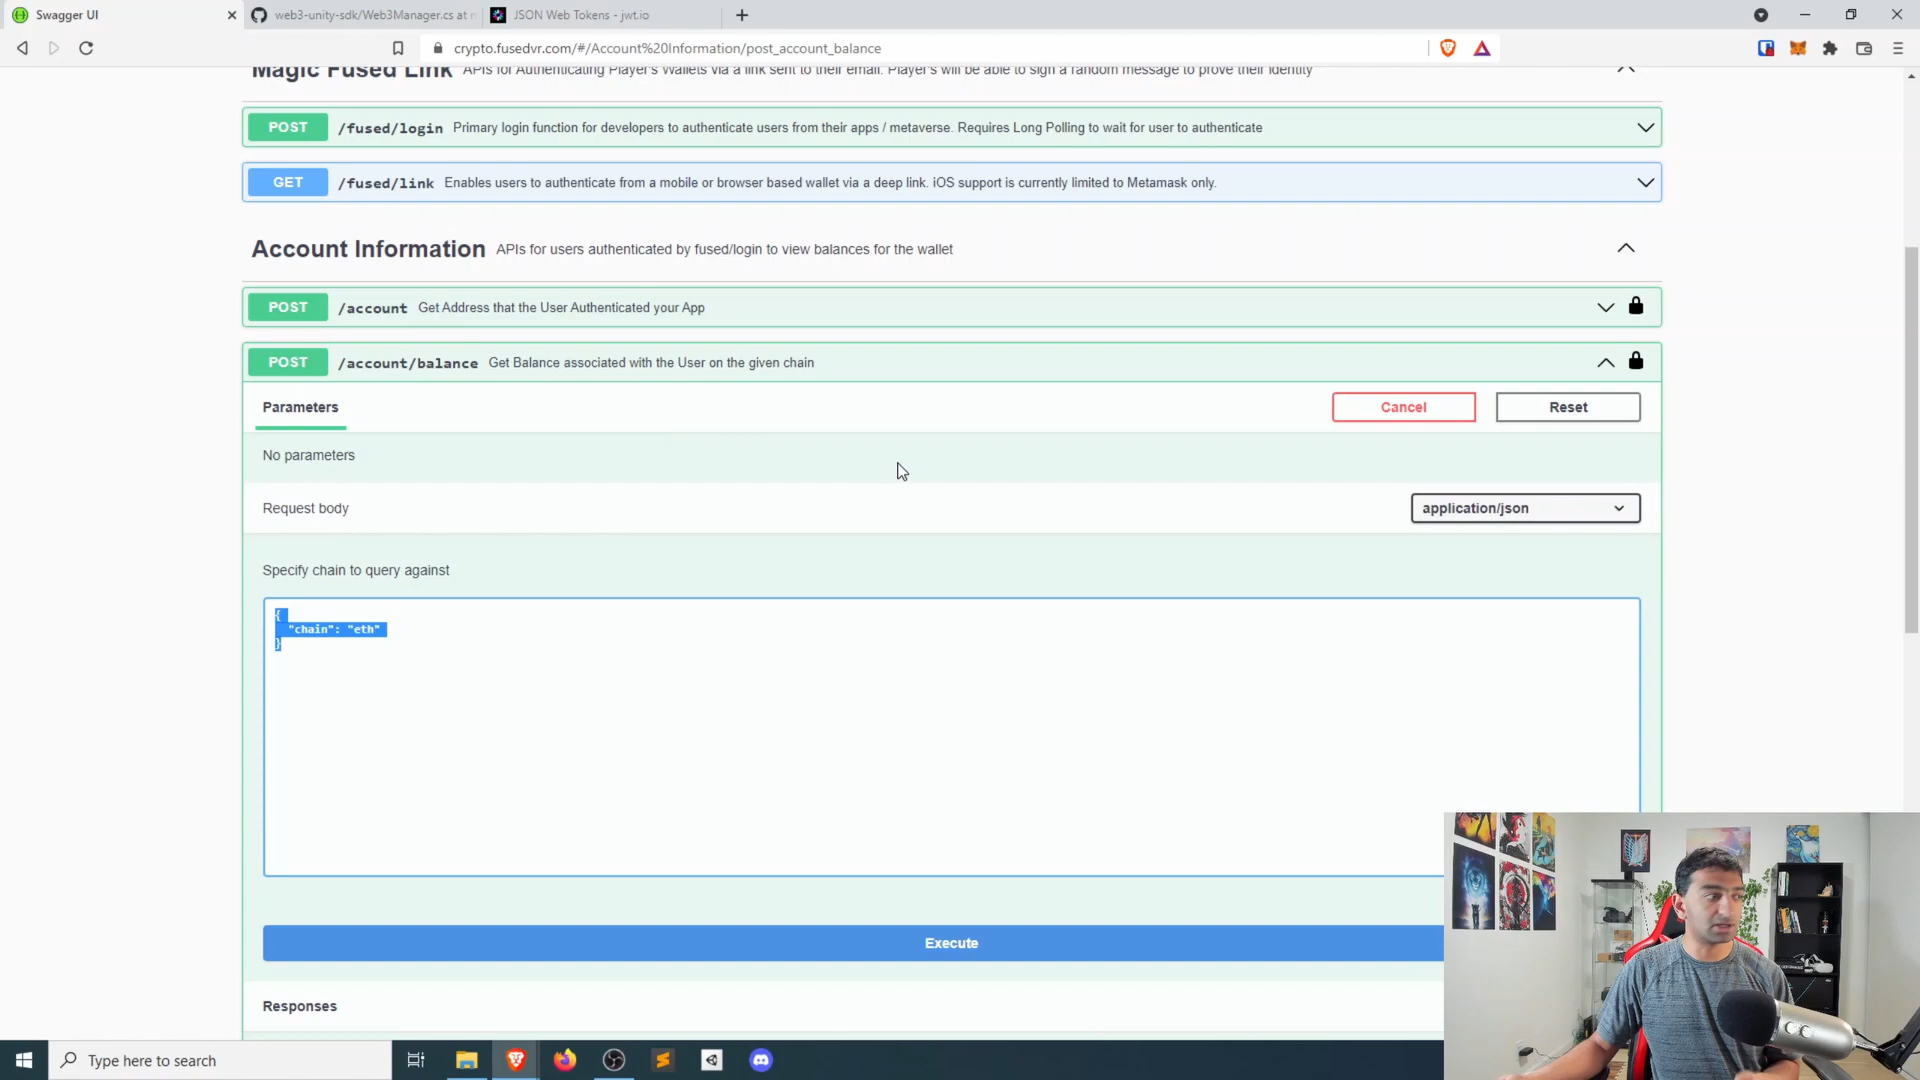 Swagger UI
web3-unity-sdk/Web3Manager.cs at m
JSON Web Tokens - jwt.io
crypto.fusedvr.com/#/Account%20Information/post_account_balance
Magic Fused Link APIs for Authenticating Player's Wallets via a link sent to their email. Player's will be able to sign a random message to prove their identity
POST /fused/login Primary login function for developers to authenticate users from their apps / metaverse. Requires Long Polling to wait for user to authenticate
GET /fused/link Enables users to authenticate from a mobile or browser based wallet via a deep link. iOS support is currently limited to Metamask only.
Account Information APIs for users authenticated by fused/login to view balances for the wallet
POST /account Get Address that the User Authenticated your App
POST /account/balance Get Balance associated with the User on the given chain
Parameters Cancel Reset
No parameters
Request body application/json
Specify chain to query against
{
"chain": "eth"
}
Execute
Responses
Type here to search